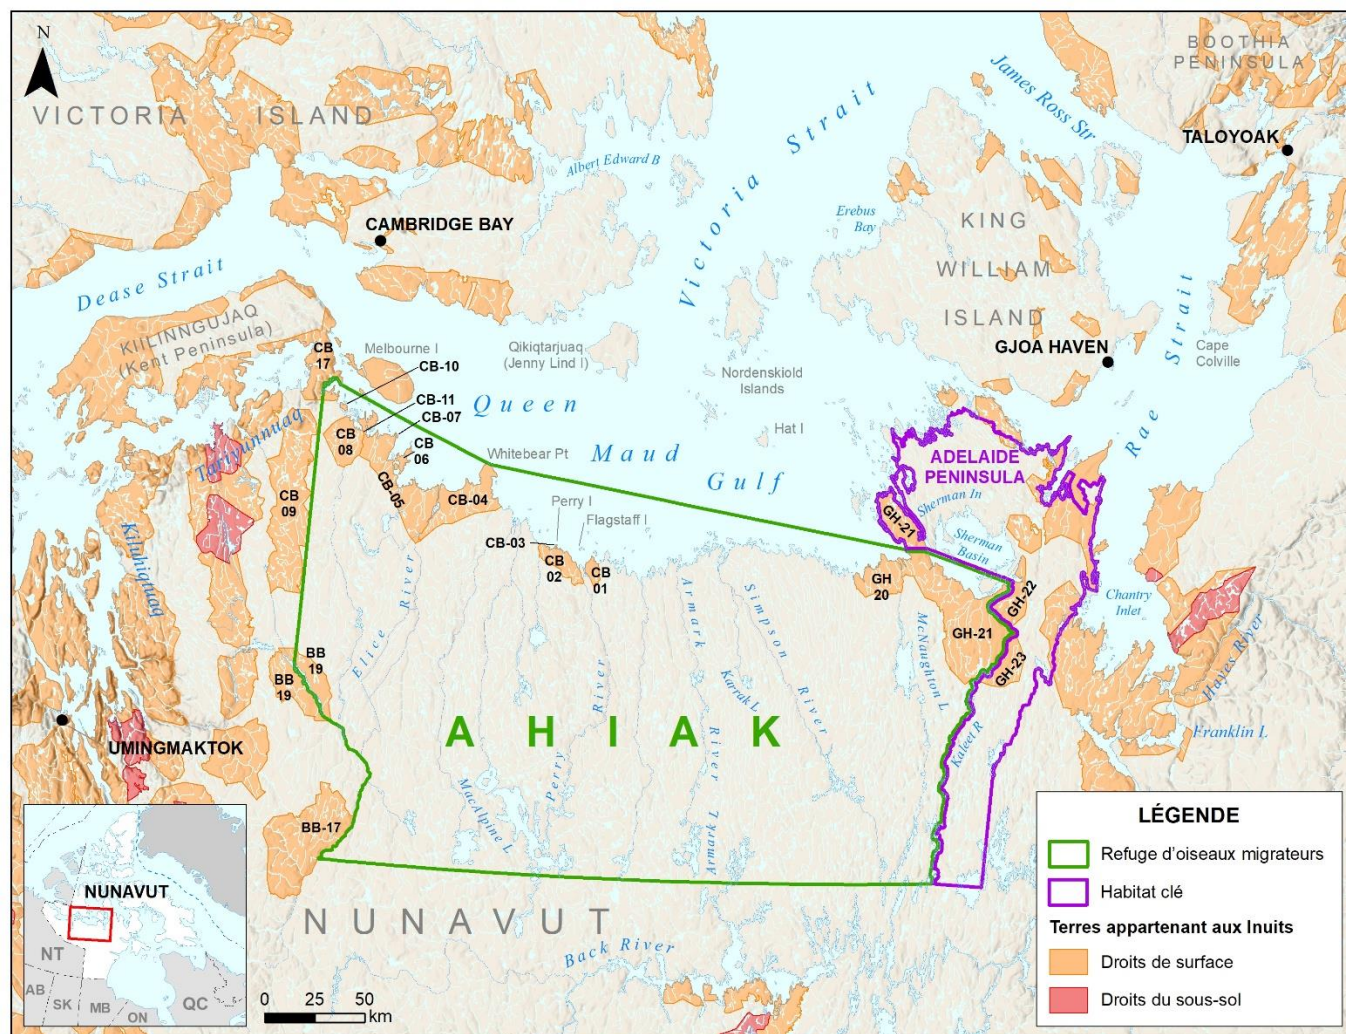 N
VICTORIA ISLAND
BOOTHIA
PENINSULA
James Ross Str
TALOYOAK
Victoria Strait
Albert Edward B
CAMBRIDGE BAY
Erebus
Bay
KING
WILLIAM
ISLAND
Dease Strait
KIILINNGUJAQ
(Kent Peninsula)
GJOA HAVEN
Rae Strait
Cape
Colville
CB
17
Melbourne I
CB-10
CB-11
CB-07
Qikiqtarjuaq
(Jenny Lind I)
Nordenskiold
Islands
Hat I
Queen
Maud
Gulf
Tariyunnuaq
CB
08
CB
06
CB-05
CB-04
CB
09
Whitebear Pt
ADELAIDE
PENINSULA
Sherman In
GH-21
Sherman
Basin
Kiluhiqtuaq
Perry I
Flagstaff I
CB-03
CB
02
CB
01
GH
20
GH-22
GH-21
GH-23
Chantry
Inlet
Hayes River
Franklin L
Elice River
Armark River
Simpson River
McNaughton L
Karrak L
Perry River
Kaleet R
BB
19
BB
19
UMINGMAKTOK
AHIAK
MacAlpine L
Armark L
BB-17
NUNAVUT
Back River
NUNAVUT
NT
AB
SK
MB
ON
QC
0 25 50
km
LÉGENDE
Refuge d'oiseaux migrateurs
Habitat clé
Terres appartenant aux Inuits
Droits de surface
Droits du sous-sol